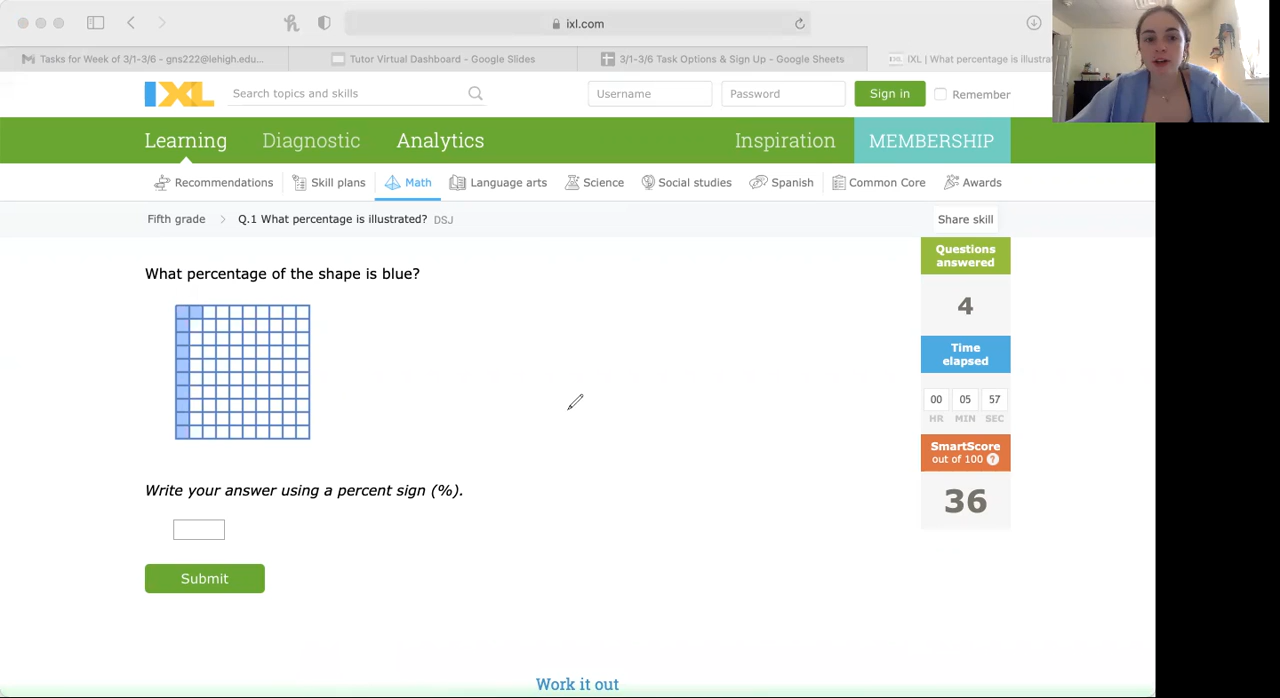 ixl.com
Tasks for Week of 3/1-3/6 - gns222@lehigh.edu...
Tutor Virtual Dashboard - Google Slides
3/1-3/6 Task Options & Sign Up - Google Sheets
IXL | What percentage is illustra
IXL
Search topics and skills
Username
Password
Sign in
Remember
Learning
Diagnostic
Analytics
Inspiration
MEMBERSHIP
Recommendations
Skill plans
Math
Language arts
Science
Social studies
Spanish
Common Core
Awards
Fifth grade > Q.1 What percentage is illustrated? DSJ
Share skill
What percentage of the shape is blue?
Write your answer using a percent sign (%).
Submit
Work it out
Questions
answered
4
Time
elapsed
00 05 57
HR MIN SEC
SmartScore
out of 100 ?
36